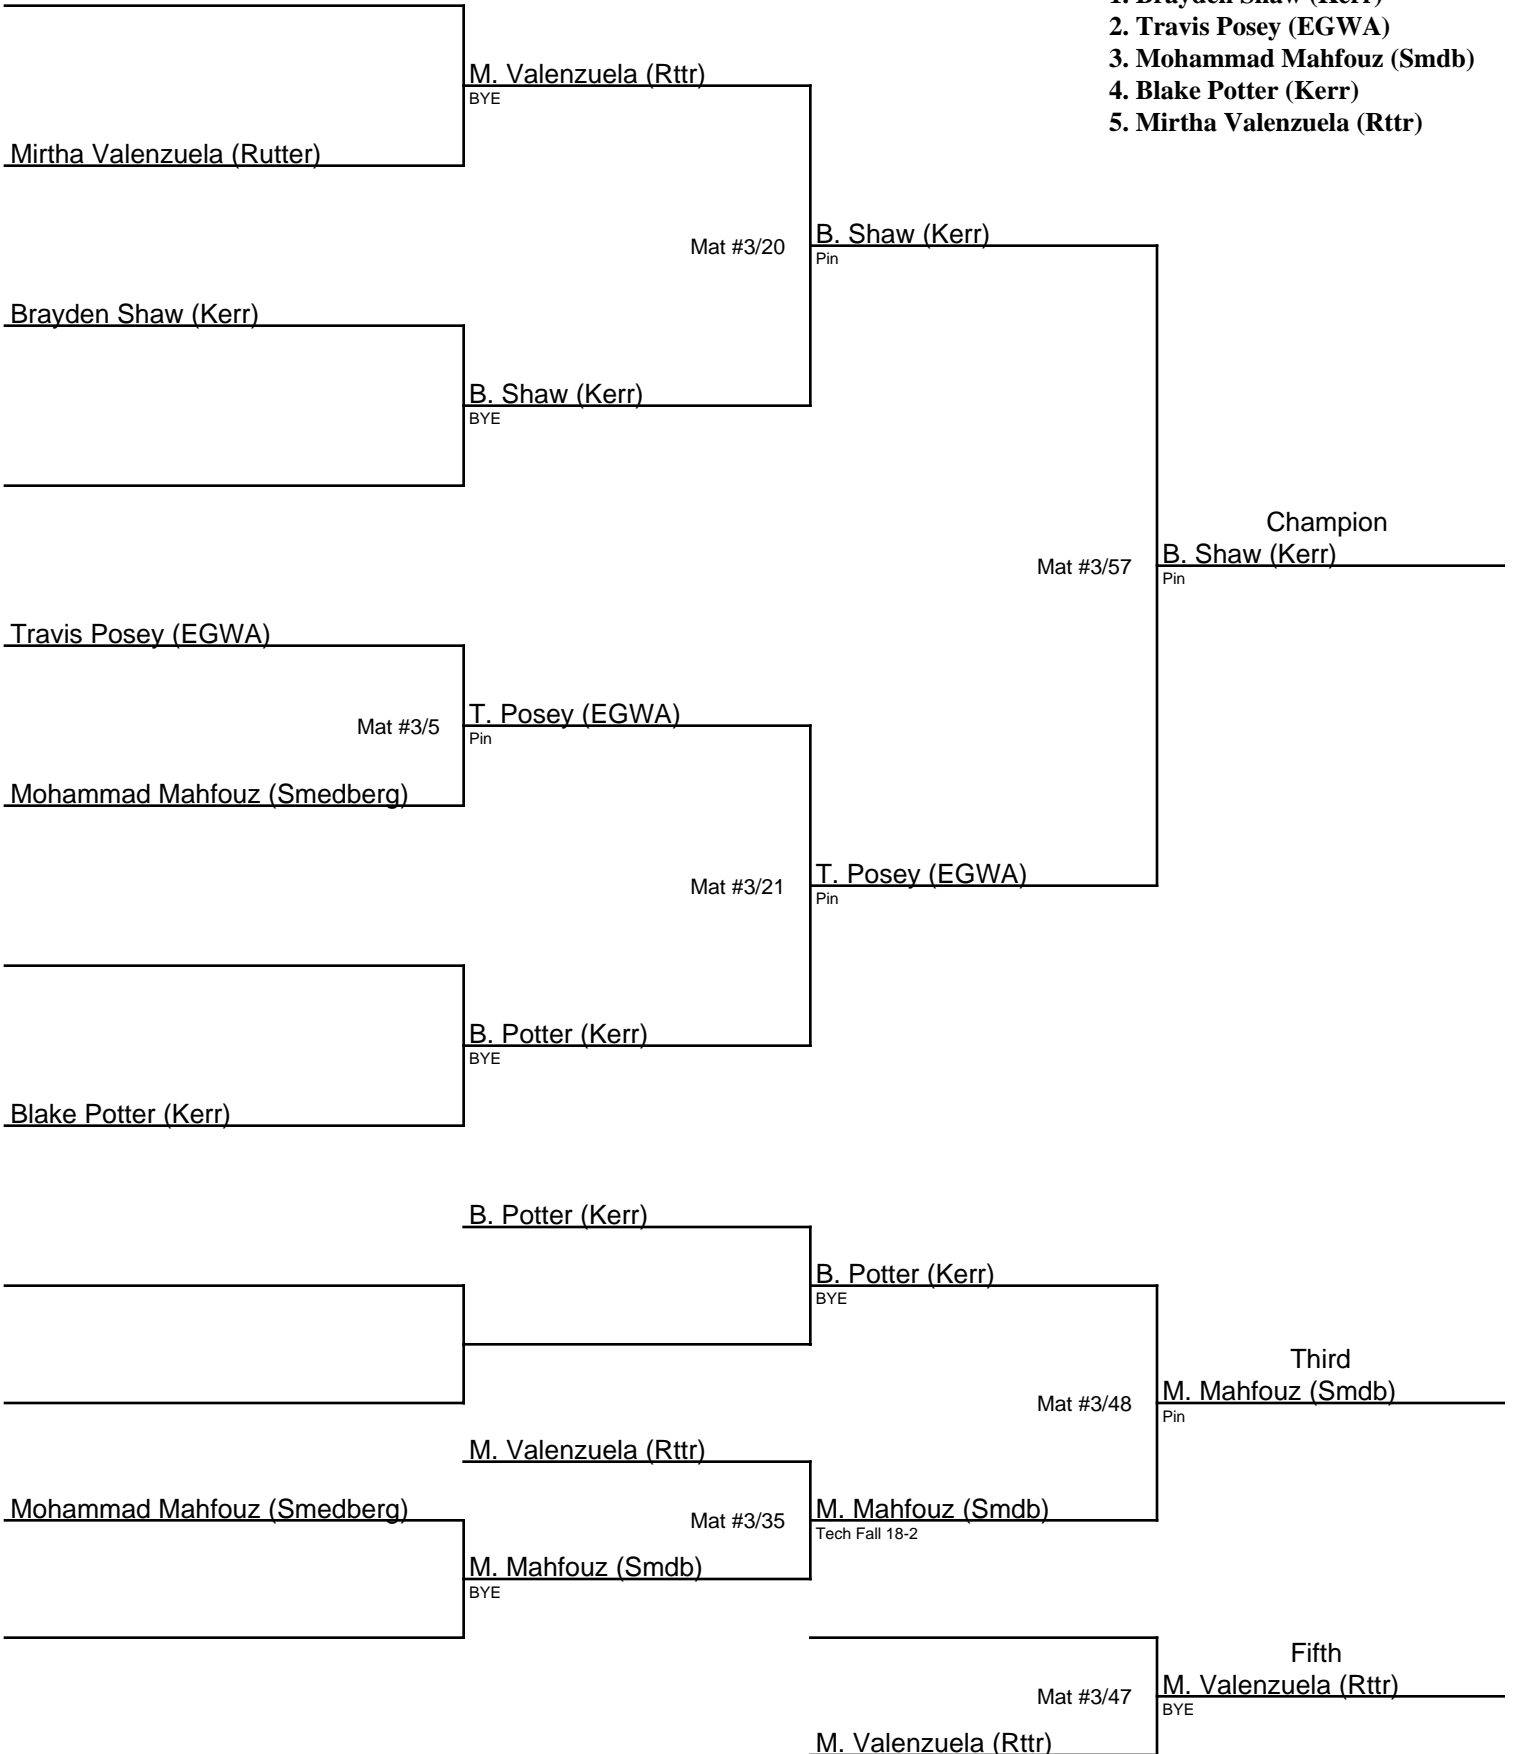 1. Brayden Shaw (Kerr)
2. Travis Posey (EGWA)
3. Mohammad Mahfouz (Smdb)
4. Blake Potter (Kerr)
5. Mirtha Valenzuela (Rttr)
M. Valenzuela (Rttr)
BYE
Mirtha Valenzuela (Rutter)
Mat #3/20
B. Shaw (Kerr)
Pin
Brayden Shaw (Kerr)
B. Shaw (Kerr)
BYE
Champion
Mat #3/57
B. Shaw (Kerr)
Pin
Travis Posey (EGWA)
Mat #3/5
T. Posey (EGWA)
Pin
Mohammad Mahfouz (Smedberg)
Mat #3/21
T. Posey (EGWA)
Pin
B. Potter (Kerr)
BYE
Blake Potter (Kerr)
B. Potter (Kerr)
B. Potter (Kerr)
BYE
Third
Mat #3/48
M. Mahfouz (Smdb)
Pin
M. Valenzuela (Rttr)
Mohammad Mahfouz (Smedberg)
Mat #3/35
M. Mahfouz (Smdb)
Tech Fall 18-2
M. Mahfouz (Smdb)
BYE
Fifth
Mat #3/47
M. Valenzuela (Rttr)
BYE
M. Valenzuela (Rttr)